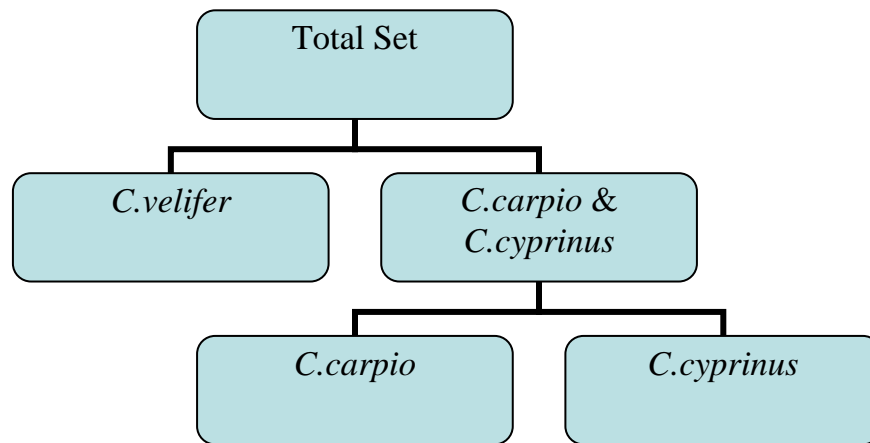 Total Set
C.velifer
C.carpio &
C.cyprinus
C.carpio
C.cyprinus